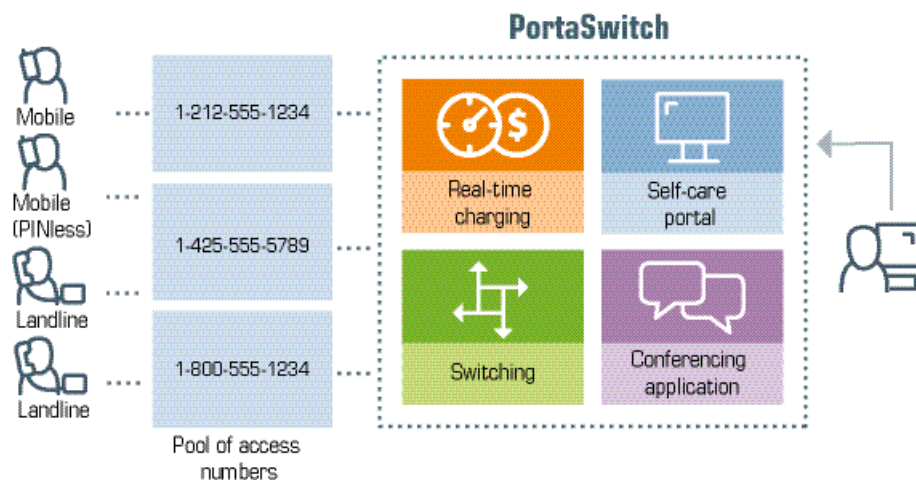 PortaSwitch
Mobile
Mobile
(PINless)
Landline
Landline
1-212-555-1234
1-425-555-5789
1-800-555-1234
Pool of access
numbers
$
Real-time
charging
Self-care
portal
Switching
Conferencing
application